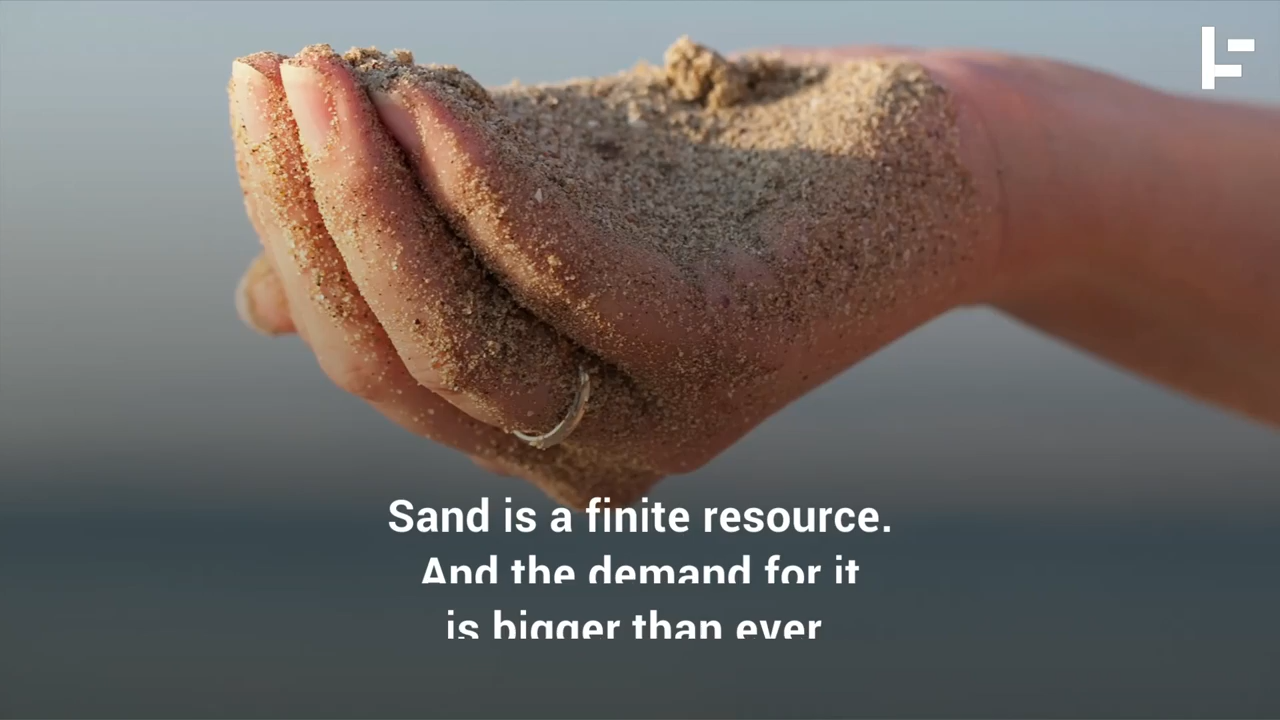 Sand is a finite resource.
And the demand for it
is bigger than ever